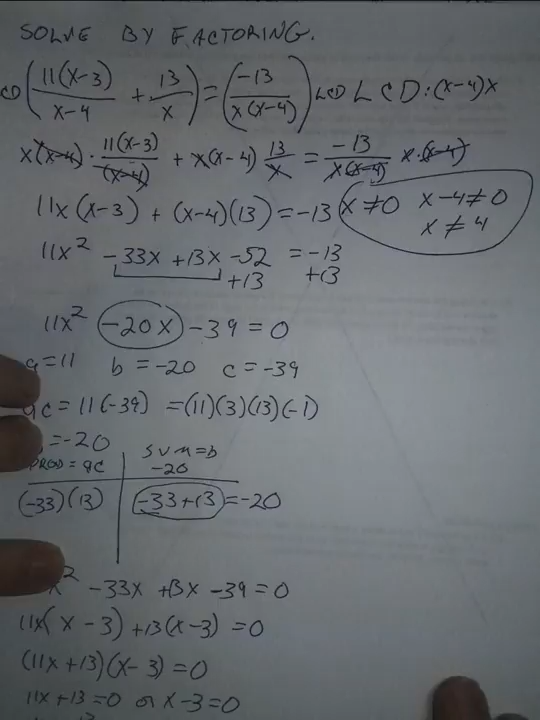 SOLVE BY FACTORING.
(11(x-3)/(x-4) + 13/x) = (-13/(x(x-4))) LCD LCD: (x-4)x
x(x-4) · 11(x-3)/(x-4) + x(x-4) 13/x = -13/(x(x-4)) x·(x-4)
11x(x-3) + (x-4)(13) = -13
x≠0 x-4≠0
x≠4
11x² -33x +13x -52 = -13
+13 +13
11x² -20x -39 = 0
a=11 b=-20 c=-39
ac = 11(-39) = (11)(3)(13)(-1)
=-20
PROD = ac SUM = b
-20
(-33)(13) -33+13 = -20
x² -33x +13x -39 = 0
11x(x-3) +13(x-3) = 0
(11x+13)(x-3) = 0
11x+13=0 or x-3=0